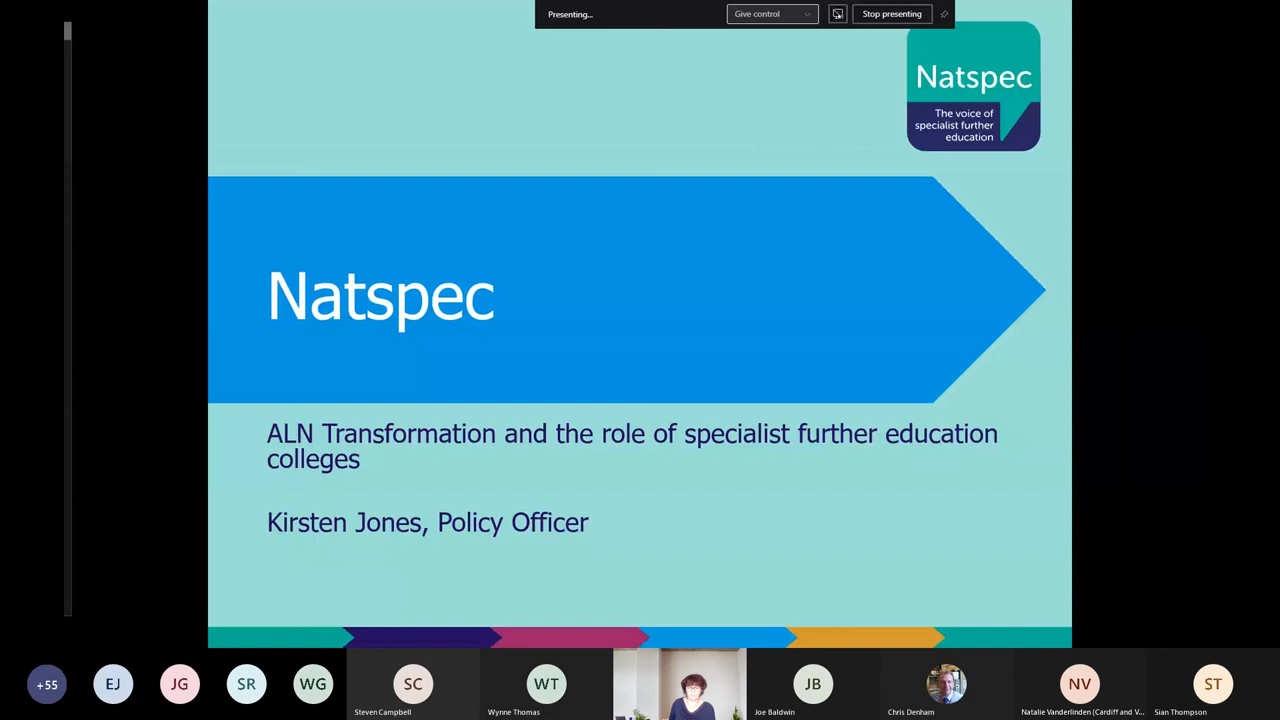 Presenting...
Give control
Stop presenting
Natspec
The voice of
specialist further
education
Natspec
ALN Transformation and the role of specialist further education
colleges
Kirsten Jones, Policy Officer
+55
EJ
JG
SR
WG
SC
WT
JB
NV
ST
Steven Campbell
Wynne Thomas
Joe Baldwin
Chris Denham
Natalie Vanderlinden (Cardiff and V...
Sian Thompson